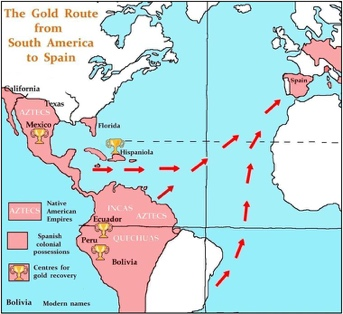 The Gold Route
from
South America
to Spain
Spain
California
Texas
AZTECS
Mexico
Florida
Hispaniola
INCAS
AZTECS
Ecuador
Peru
QUECHUAS
Bolivia
AZTECS
Native
American
Empires
Spanish
colonial
possessions
Centres for
gold recovery
Bolivia
Modern names